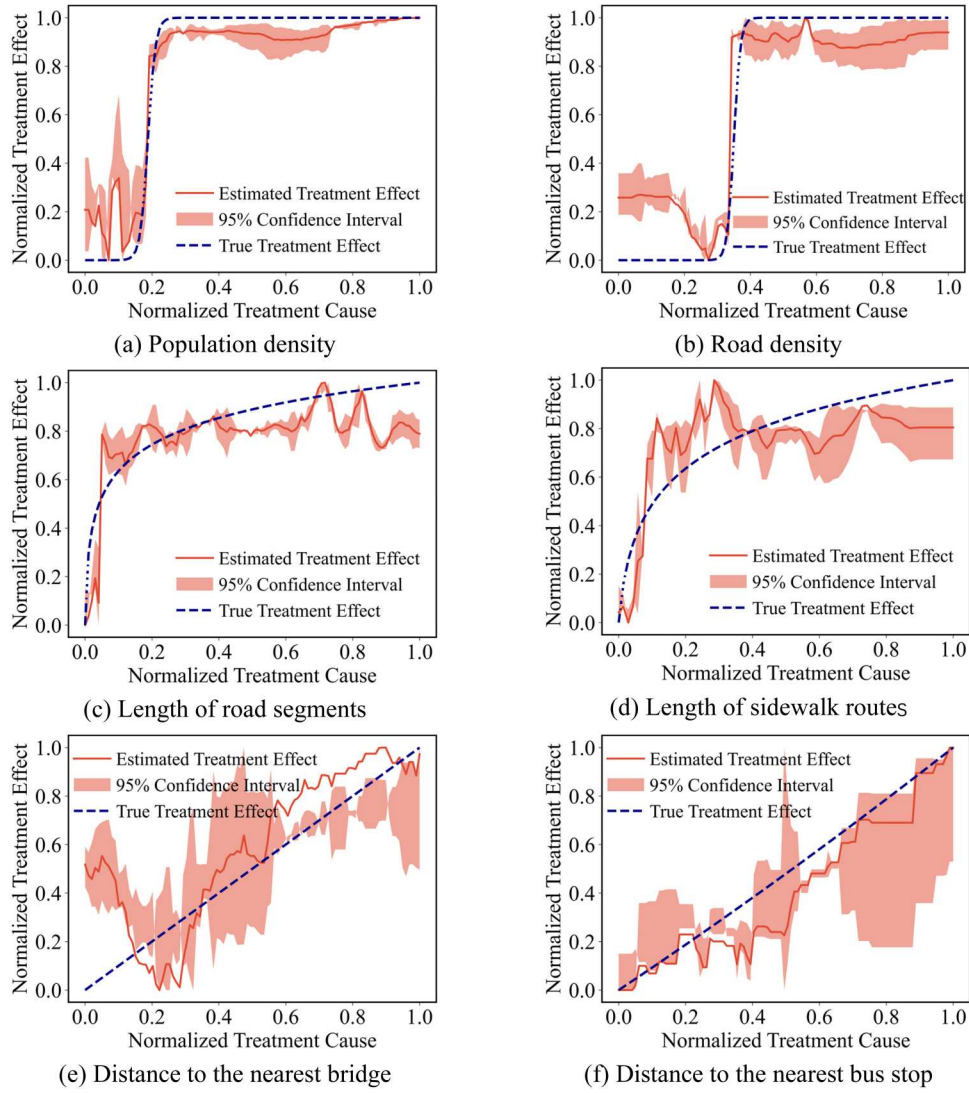 Normalized Treatment Effect
1.0
0.8
0.6
0.4
0.2
0.0
Estimated Treatment Effect
95% Confidence Interval
True Treatment Effect
0.0 0.2 0.4 0.6 0.8 1.0
Normalized Treatment Cause
(a) Population density
Normalized Treatment Effect
1.0
0.8
0.6
0.4
0.2
0.0
Estimated Treatment Effect
95% Confidence Interval
True Treatment Effect
0.0 0.2 0.4 0.6 0.8 1.0
Normalized Treatment Cause
(b) Road density
Normalized Treatment Effect
1.0
0.8
0.6
0.4
0.2
0.0
Estimated Treatment Effect
95% Confidence Interval
True Treatment Effect
0.0 0.2 0.4 0.6 0.8 1.0
Normalized Treatment Cause
(c) Length of road segments
Normalized Treatment Effect
1.0
0.8
0.6
0.4
0.2
0.0
Estimated Treatment Effect
95% Confidence Interval
True Treatment Effect
0.0 0.2 0.4 0.6 0.8 1.0
Normalized Treatment Cause
(d) Length of sidewalk routes
Normalized Treatment Effect
1.0
0.8
0.6
0.4
0.2
0.0
Estimated Treatment Effect
95% Confidence Interval
True Treatment Effect
0.0 0.2 0.4 0.6 0.8 1.0
Normalized Treatment Cause
(e) Distance to the nearest bridge
Normalized Treatment Effect
1.0
0.8
0.6
0.4
0.2
0.0
Estimated Treatment Effect
95% Confidence Interval
True Treatment Effect
0.0 0.2 0.4 0.6 0.8 1.0
Normalized Treatment Cause
(f) Distance to the nearest bus stop